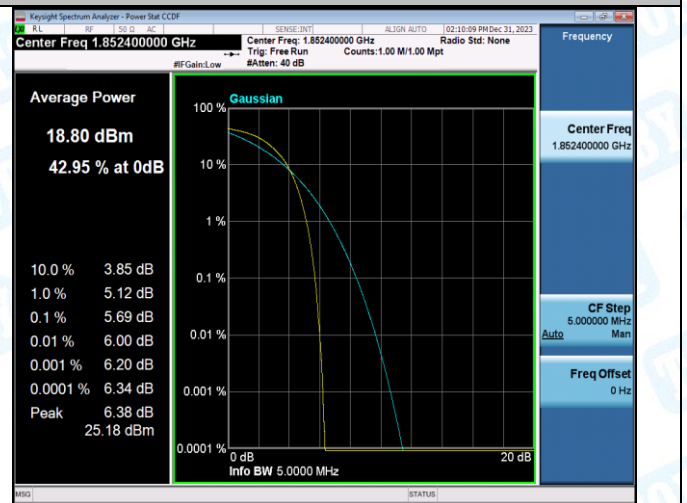 Keysight Spectrum Analyzer - Power Stat CCDF
RL RF 50 Ω AC SENSE:INT ALIGN AUTO 02:10:09 PM Dec 31, 2023
Center Freq 1.852400000 GHz
Center Freq: 1.852400000 GHz Radio Std: None
Trig: Free Run Counts:1.00 M/1.00 Mpt
#IFGain:Low #Atten: 40 dB
Frequency
Average Power
18.80 dBm
42.95 % at 0dB
10.0 % 3.85 dB
1.0 % 5.12 dB
0.1 % 5.69 dB
0.01 % 6.00 dB
0.001 % 6.20 dB
0.0001 % 6.34 dB
Peak 6.38 dB
25.18 dBm
Gaussian
100 %
10 %
1 %
0.1 %
0.01 %
0.001 %
0.0001 %
0 dB 20 dB
Info BW 5.0000 MHz
Center Freq
1.852400000 GHz
CF Step
5.000000 MHz
Auto Man
Freq Offset
0 Hz
MSG STATUS